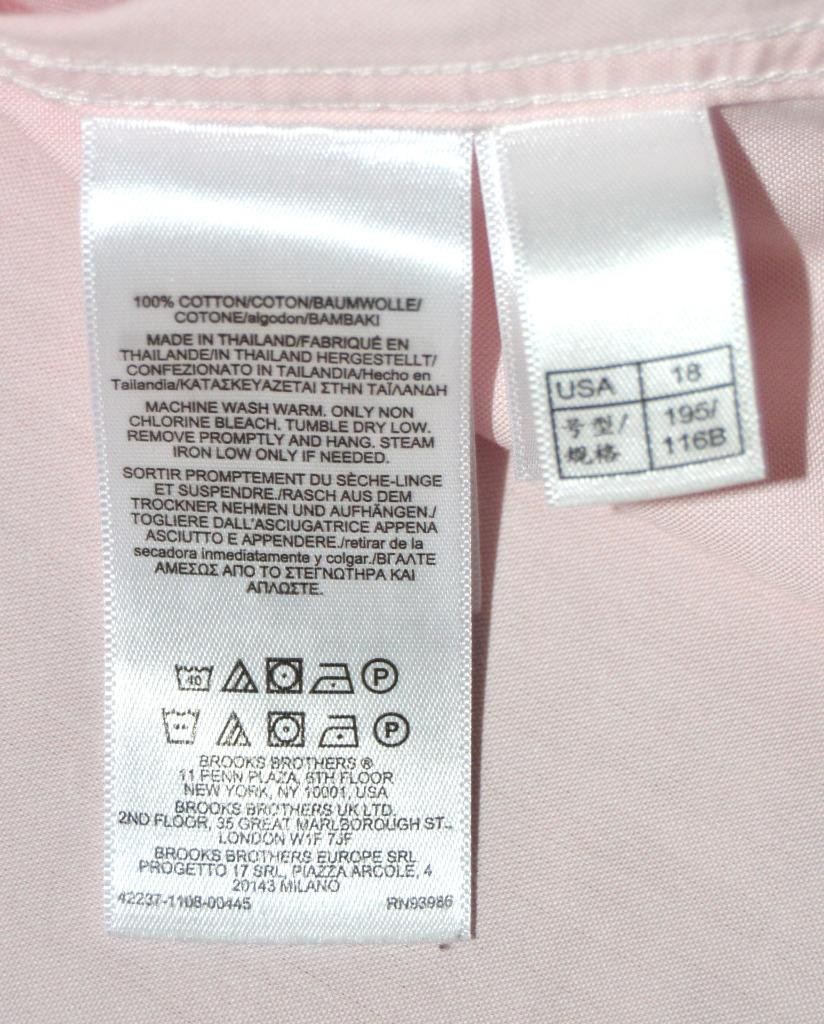 100% COTTON/COTON/BAUMWOLLE/
COTONE/algodon/BAMBAKI
MADE IN THAILAND/FABRIQUÉ EN
THAILANDE/IN THAILAND HERGESTELLT/
CONFEZIONATO IN TAILANDIA/Hecho en
Tailandia/ΚΑΤΑΣΚΕΥΑΖΕΤΑΙ ΣΤΗΝ ΤΑΪΛΑΝΔΗ
MACHINE WASH WARM. ONLY NON
CHLORINE BLEACH. TUMBLE DRY LOW.
REMOVE PROMPTLY AND HANG. STEAM
IRON LOW ONLY IF NEEDED.
SORTIR PROMPTEMENT DU SÈCHE-LINGE
ET SUSPENDRE./RASCH AUS DEM
TROCKNER NEHMEN UND AUFHÄNGEN./
TOGLIERE DALL'ASCIUGATRICE APPENA
ASCIUTTO E APPENDERE./retirar de la
secadora inmediatamente y colgar./ΒΓΑΛΤΕ
ΑΜΕΣΩΣ ΑΠΟ ΤΟ ΣΤΕΓΝΩΤΗΡΑ ΚΑΙ
ΑΠΛΩΣΤΕ.
40 P
P
BROOKS BROTHERS ®
11 PENN PLAZA, 6TH FLOOR
NEW YORK, NY 10001, USA
BROOKS BROTHERS UK LTD.
2ND FLOOR, 35 GREAT MARLBOROUGH ST.,
LONDON W1F 7JF
BROOKS BROTHERS EUROPE SRL
PROGETTO 17 SRL, PIAZZA ARCOLE, 4
20143 MILANO
42237-1108-00445 RN93986
USA 18
号型/ 195/
规格 116B